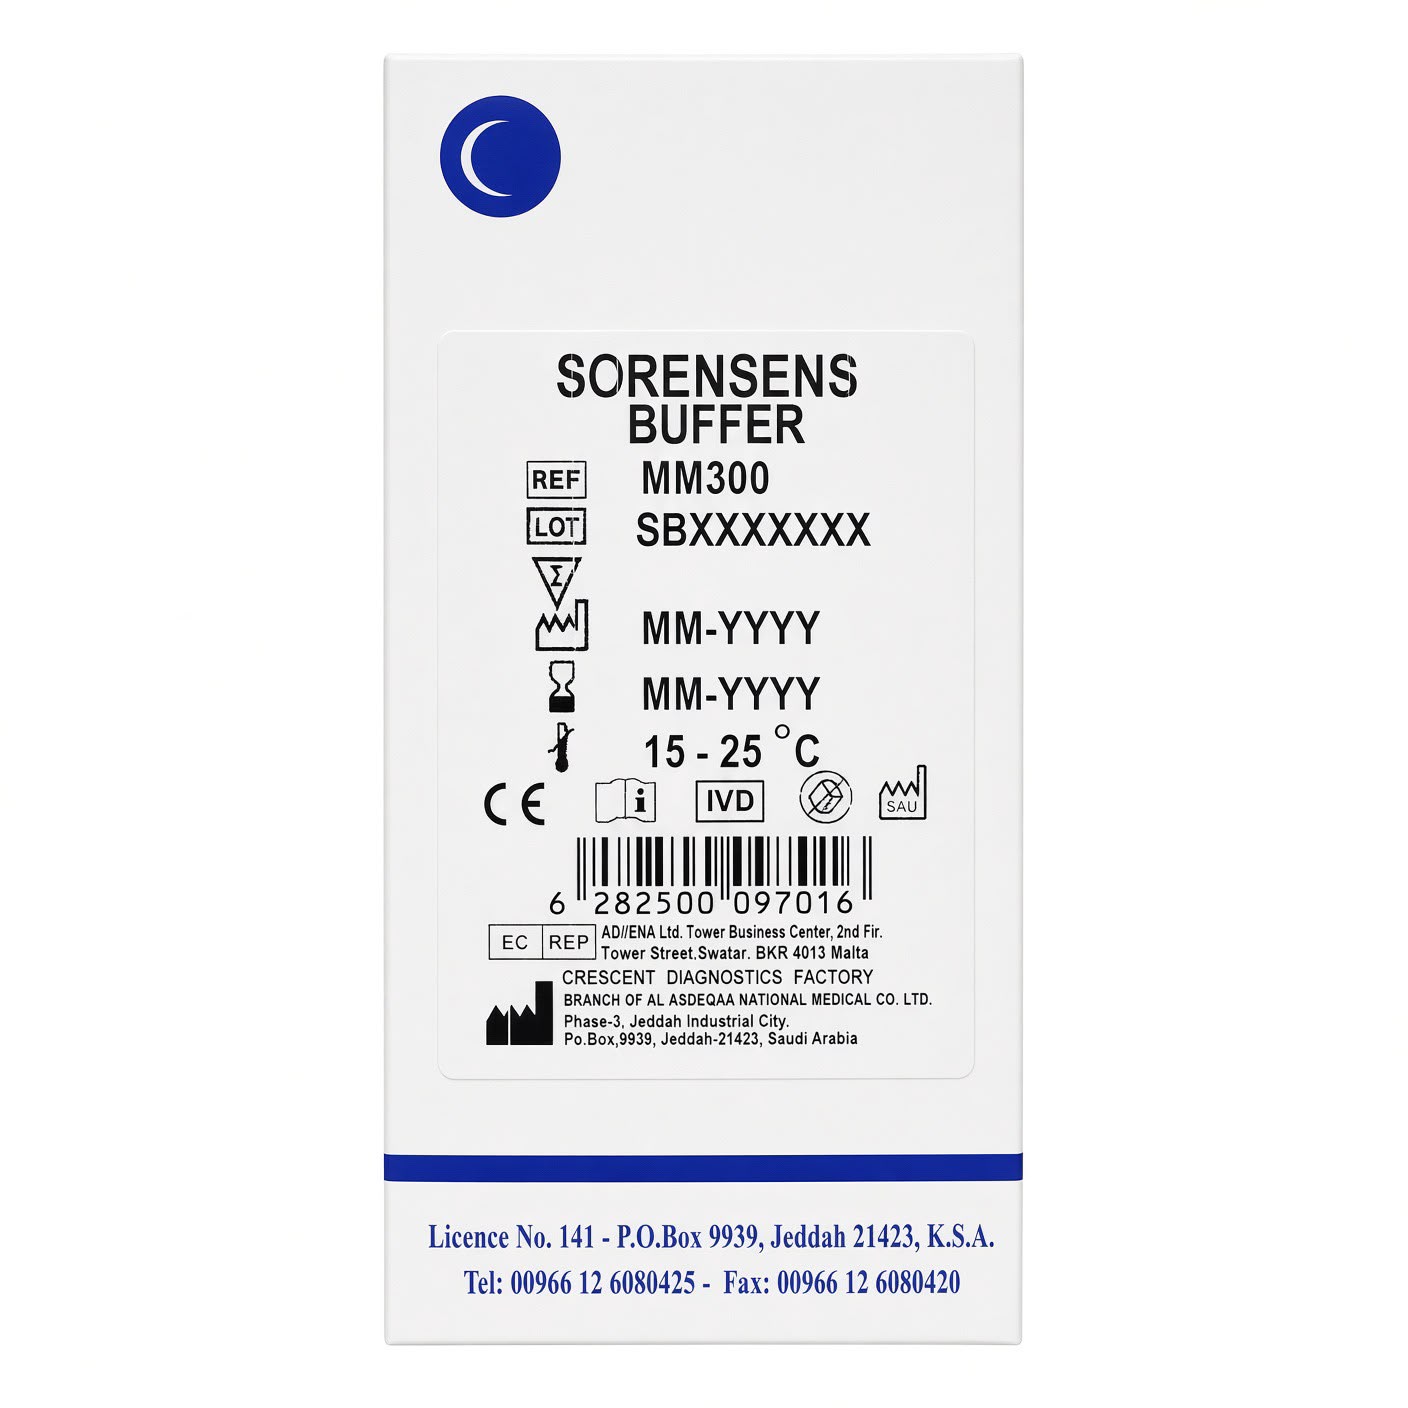 SORENSENS
BUFFER
REF MM300
LOT SBXXXXXXX
Σ
MM-YYYY
MM-YYYY
15 - 25 °C
CE i IVD SAU
6 282500 097016
EC REP AD//ENA Ltd. Tower Business Center, 2nd Fir.
Tower Street,Swatar. BKR 4013 Malta
CRESCENT DIAGNOSTICS FACTORY
BRANCH OF AL ASDEQAA NATIONAL MEDICAL CO. LTD.
Phase-3, Jeddah Industrial City.
Po.Box,9939, Jeddah-21423, Saudi Arabia
Licence No. 141 - P.O.Box 9939, Jeddah 21423, K.S.A.
Tel: 00966 12 6080425 - Fax: 00966 12 6080420